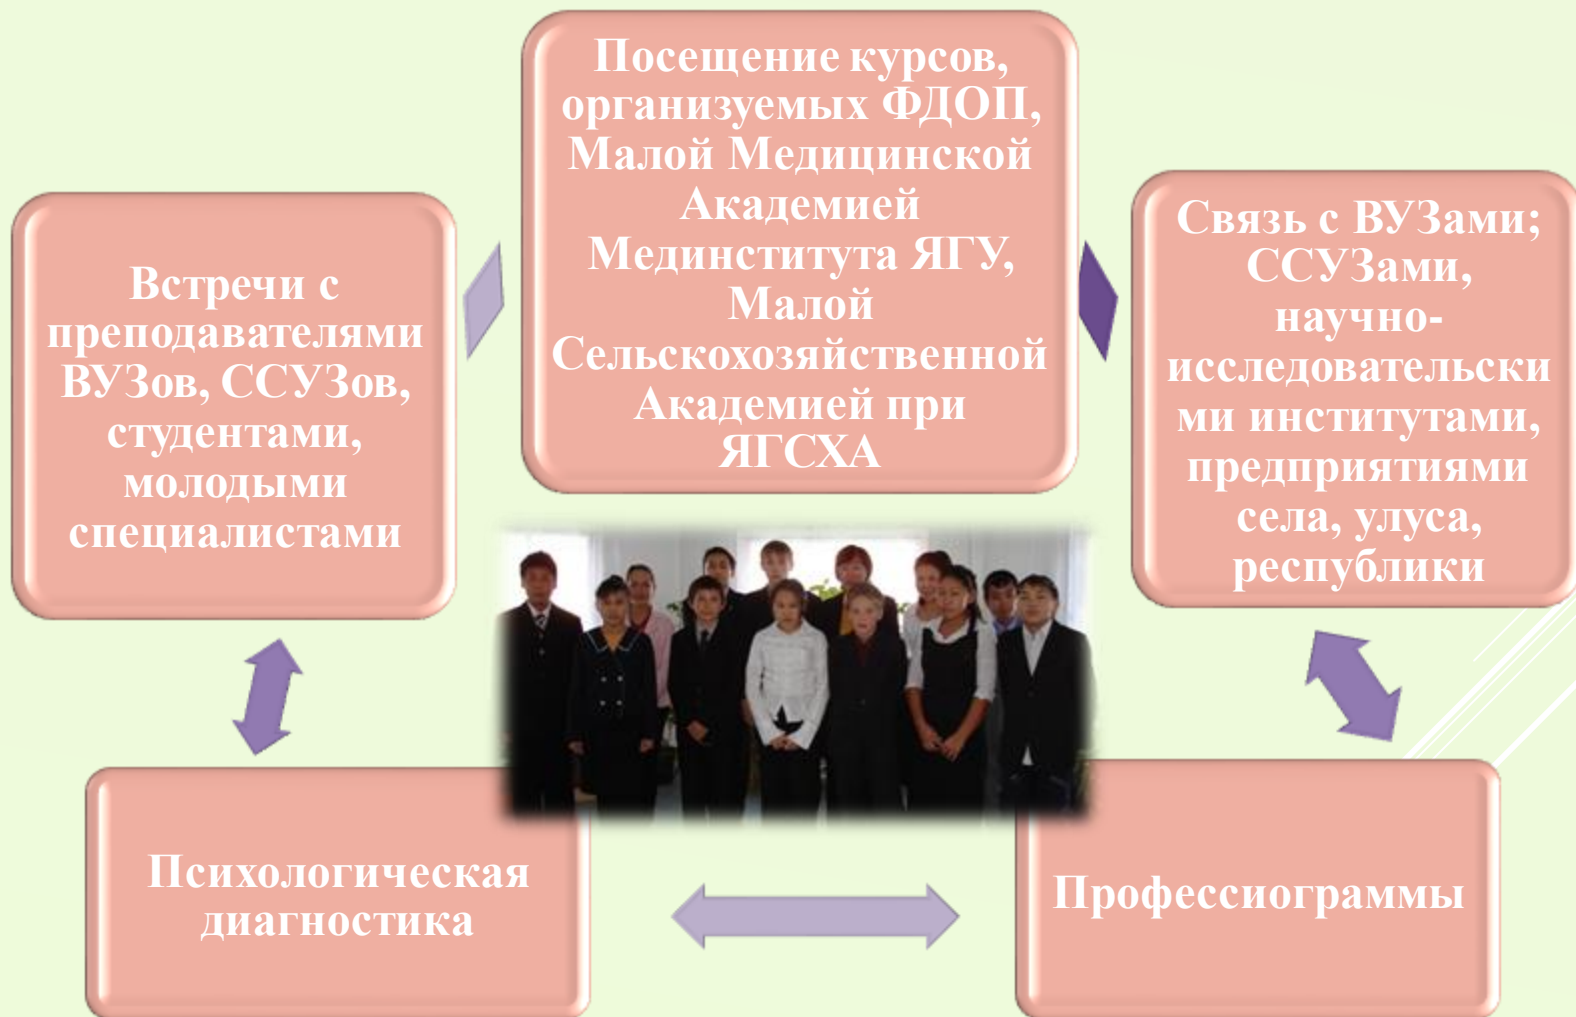 Посещение курсов,
организуемых ФДОП,
Малой Медицинской
Академией
Мединститута ЯГУ,
Малой
Сельскохозяйственной
Академией при
ЯГСХА
Встречи с
преподавателями
ВУЗов, ССУЗов,
студентами,
молодыми
специалистами
Связь с ВУЗами;
ССУЗами,
научно-
исследовательски
ми институтами,
предприятиями
села, улуса,
республики
Психологическая
диагностика
Профессиограммы